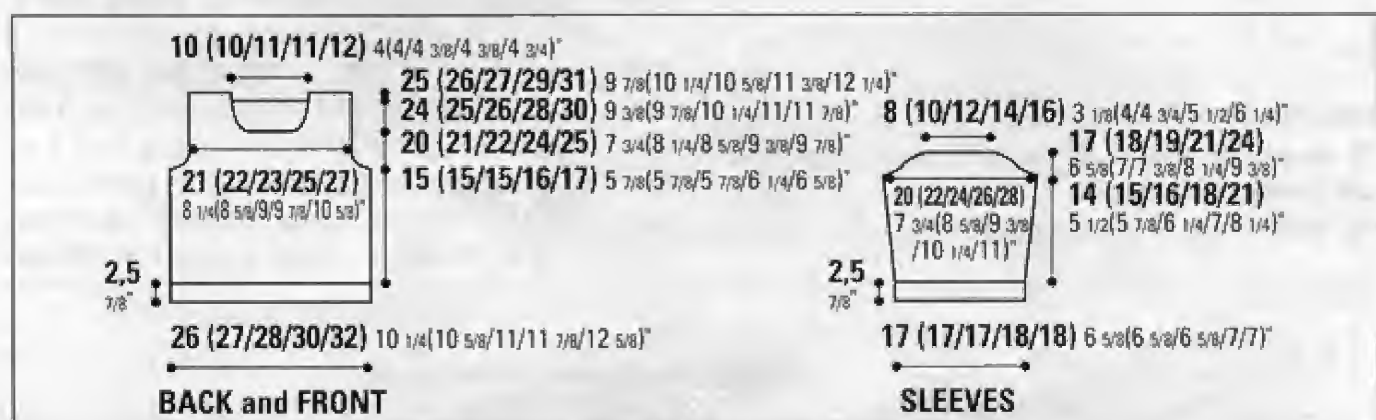 10 (10/11/11/12) 4(4/4 3/8/4 3/8/4 3/4)"
25 (26/27/29/31) 9 7/8(10 1/4/10 5/8/11 3/8/12 1/4)"
24 (25/26/28/30) 9 3/8(9 7/8/10 1/4/11/11 7/8)"
20 (21/22/24/25) 7 3/4(8 1/4/8 5/8/9 3/8/9 7/8)"
15 (15/15/16/17) 5 7/8(5 7/8/5 7/8/6 1/4/6 5/8)"
21 (22/23/25/27)
8 1/4(8 5/8/9/9 7/8/10 5/8)"
2,5
7/8"
26 (27/28/30/32) 10 1/4(10 5/8/11/11 7/8/12 5/8)"
BACK and FRONT
8 (10/12/14/16) 3 1/8(4/4 3/4/5 1/2/6 1/4)"
17 (18/19/21/24)
6 5/8(7/7 3/8/8 1/4/9 3/8)"
14 (15/16/18/21)
5 1/2(5 7/8/6 1/4/7/8 1/4)"
20 (22/24/26/28)
7 3/4(8 5/8/9 3/8
/10 1/4/11)"
2,5
7/8"
17 (17/17/18/18) 6 5/8(6 5/8/6 5/8/7/7)"
SLEEVES